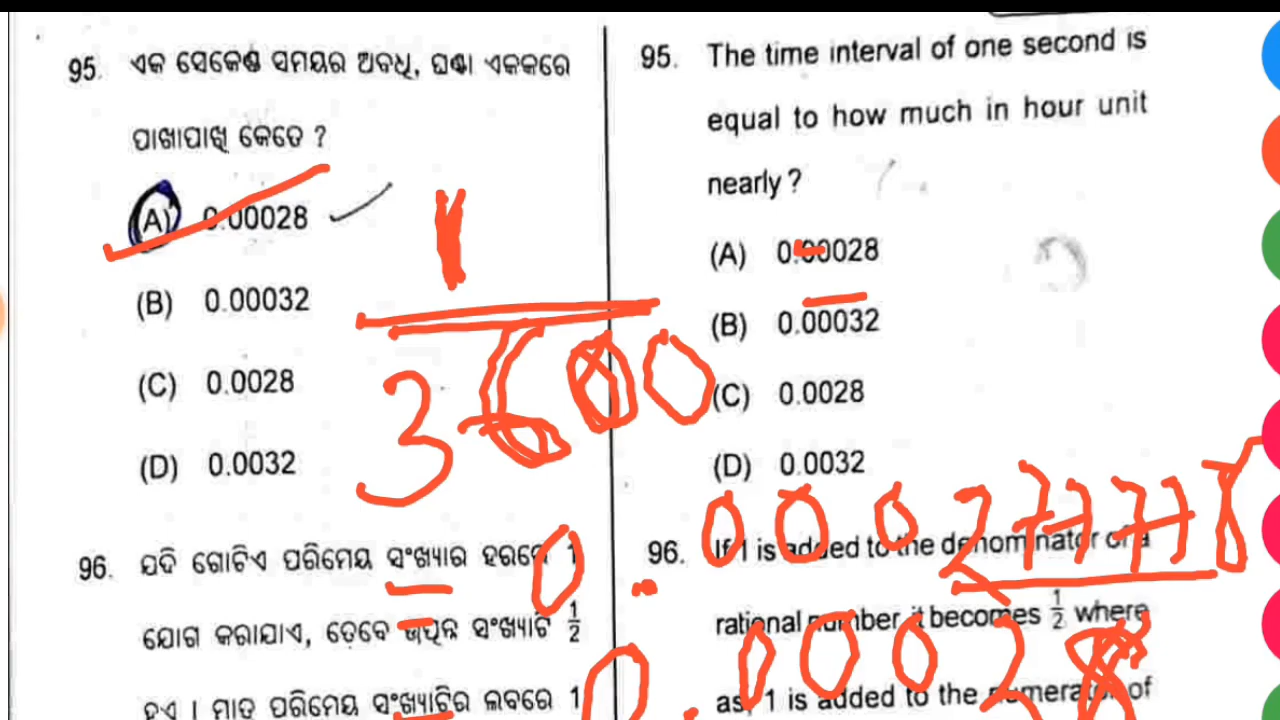 95. ଏକ ସେକେଣ୍ଡ ସମୟର ଅବଧି, ଘଣ୍ଟା ଏକକରେ
ପାଖାପାଖି କେତେ ?
(A) 0.00028
(B) 0.00032
(C) 0.0028
(D) 0.0032
96. ଯଦି ଗୋଟିଏ ପରିମେୟ ସଂଖ୍ୟାର ହରରେ 1
ଯୋଗ କରାଯାଏ, ତେବେ ଉତ୍ପନ୍ନ ସଂଖ୍ୟାଟି 1/2
ହୁଏ । ମାତ୍ର ପରିମେୟ ସଂଖ୍ୟାଟିର ଲବରେ 1
95. The time interval of one second is
equal to how much in hour unit
nearly ?
(A) 0.00028
(B) 0.00032
(C) 0.0028
(D) 0.0032
96. If 1 is added to the denominator of a
rational number, it becomes 1/2 where
as, 1 is added to the numerator of
1
3600
0.000277778
0.00028